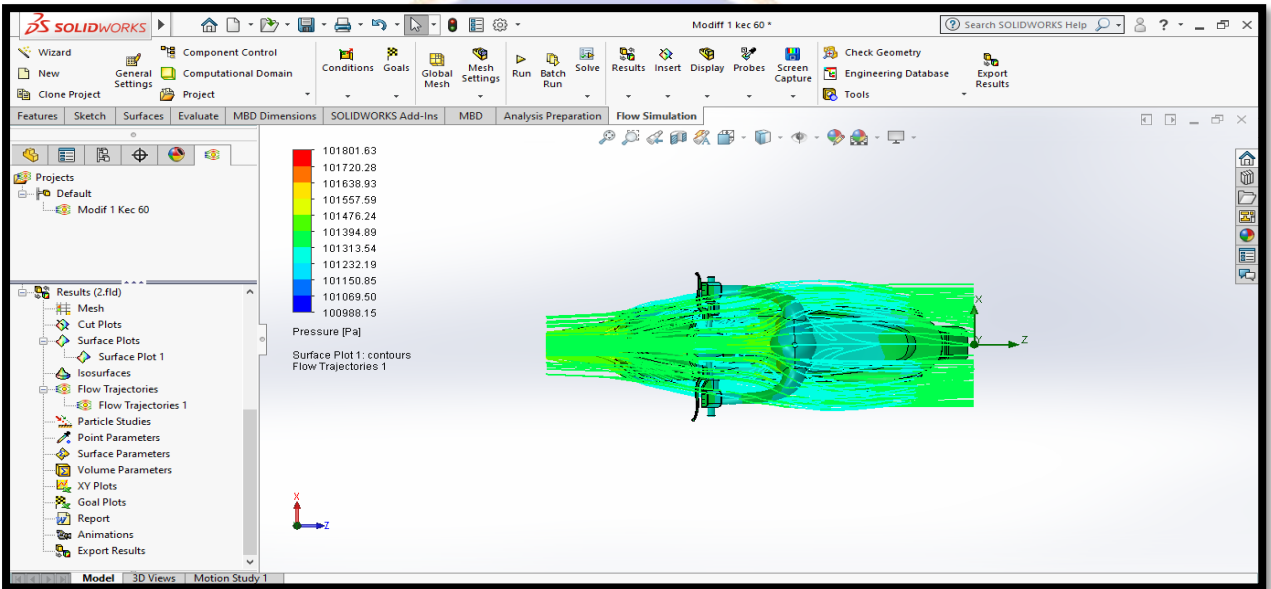 SOLIDWORKS
Modiff 1 kec 60 *
Search SOLIDWORKS Help
Wizard
New
Clone Project
General Settings
Component Control
Computational Domain
Project
Conditions
Goals
Global Mesh
Mesh Settings
Run
Batch Run
Solve
Results
Insert
Display
Probes
Screen Capture
Check Geometry
Engineering Database
Tools
Export Results
Features Sketch Surfaces Evaluate MBD Dimensions SOLIDWORKS Add-Ins MBD Analysis Preparation Flow Simulation
Projects
Default
Modif 1 Kec 60
Results (2.fld)
Mesh
Cut Plots
Surface Plots
Surface Plot 1
Isosurfaces
Flow Trajectories
Flow Trajectories 1
Particle Studies
Point Parameters
Surface Parameters
Volume Parameters
XY Plots
Goal Plots
Report
Animations
Export Results
101801.63
101720.28
101638.93
101557.59
101476.24
101394.89
101313.54
101232.19
101150.85
101069.50
100988.15
Pressure [Pa]
Surface Plot 1: contours
Flow Trajectories 1
X
Y
Z
X
Z
Model 3D Views Motion Study 1